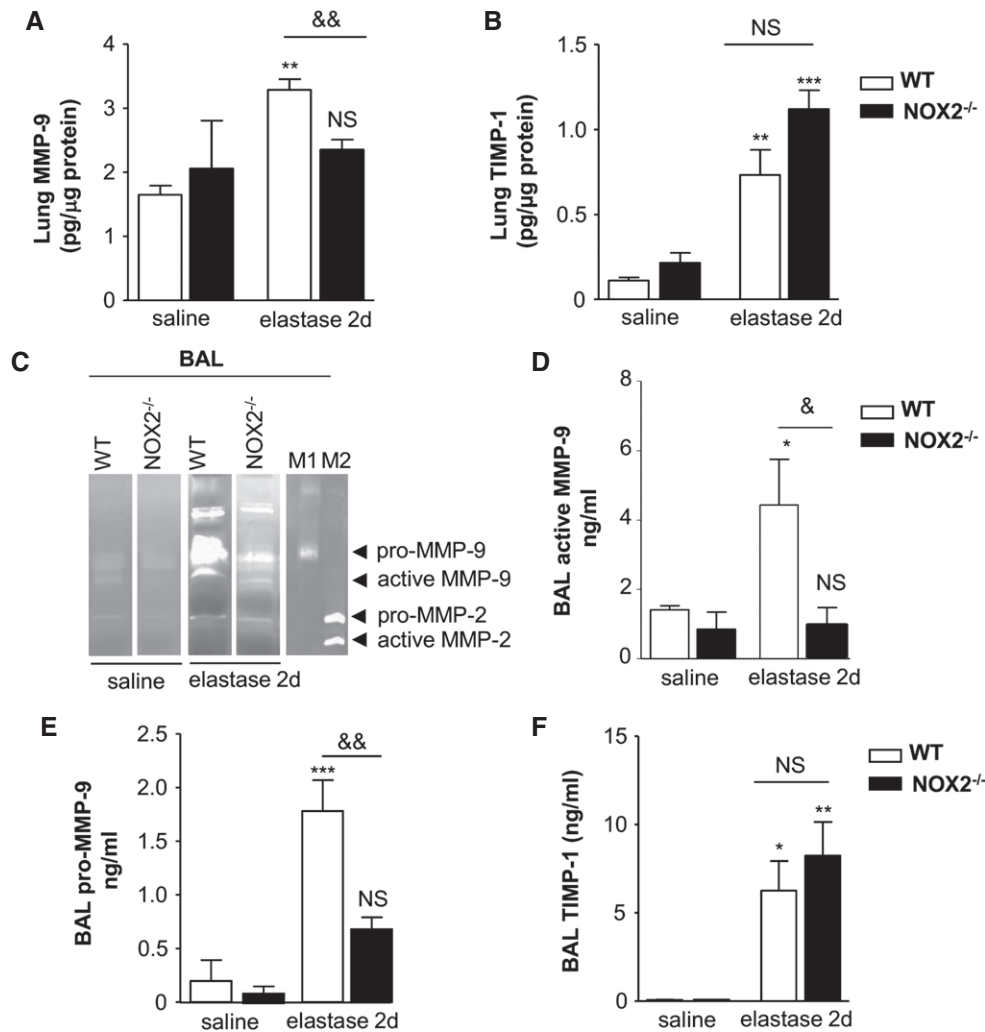 A
&&
4
3
2
1
0
**
NS
Lung MMP-9
(pg/μg protein)
saline
elastase 2d
B
NS
1.5
1.0
0.5
0
**
***
Lung TIMP-1
(pg/μg protein)
saline
elastase 2d
WT
NOX2-/-
C
BAL
WT
NOX2-/-
WT
NOX2-/-
M1 M2
◄ pro-MMP-9
◄ active MMP-9
◄ pro-MMP-2
◄ active MMP-2
saline
elastase 2d
D
8
6
4
2
0
&
*
NS
BAL active MMP-9
ng/ml
saline
elastase 2d
WT
NOX2-/-
E
2.5
2.0
1.5
1.0
0.5
0
&&
***
NS
BAL pro-MMP-9
ng/ml
saline
elastase 2d
F
15
10
5
0
NS
*
**
BAL TIMP-1 (ng/ml)
saline
elastase 2d
WT
NOX2-/-